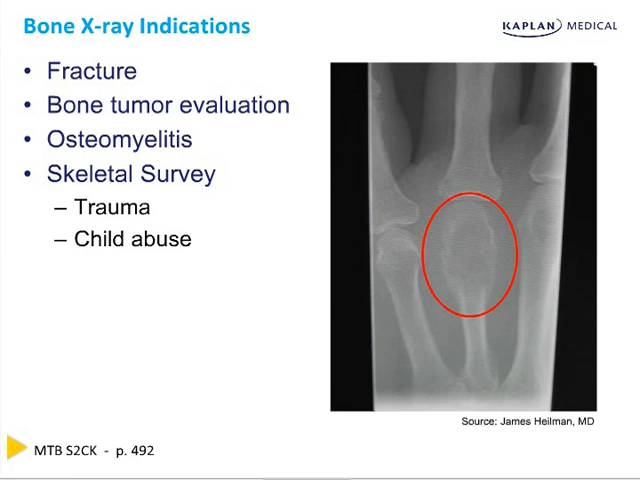 Bone X-ray Indications
KAPLAN MEDICAL
• Fracture
• Bone tumor evaluation
• Osteomyelitis
• Skeletal Survey
– Trauma
– Child abuse
Source: James Heilman, MD
MTB S2CK - p. 492